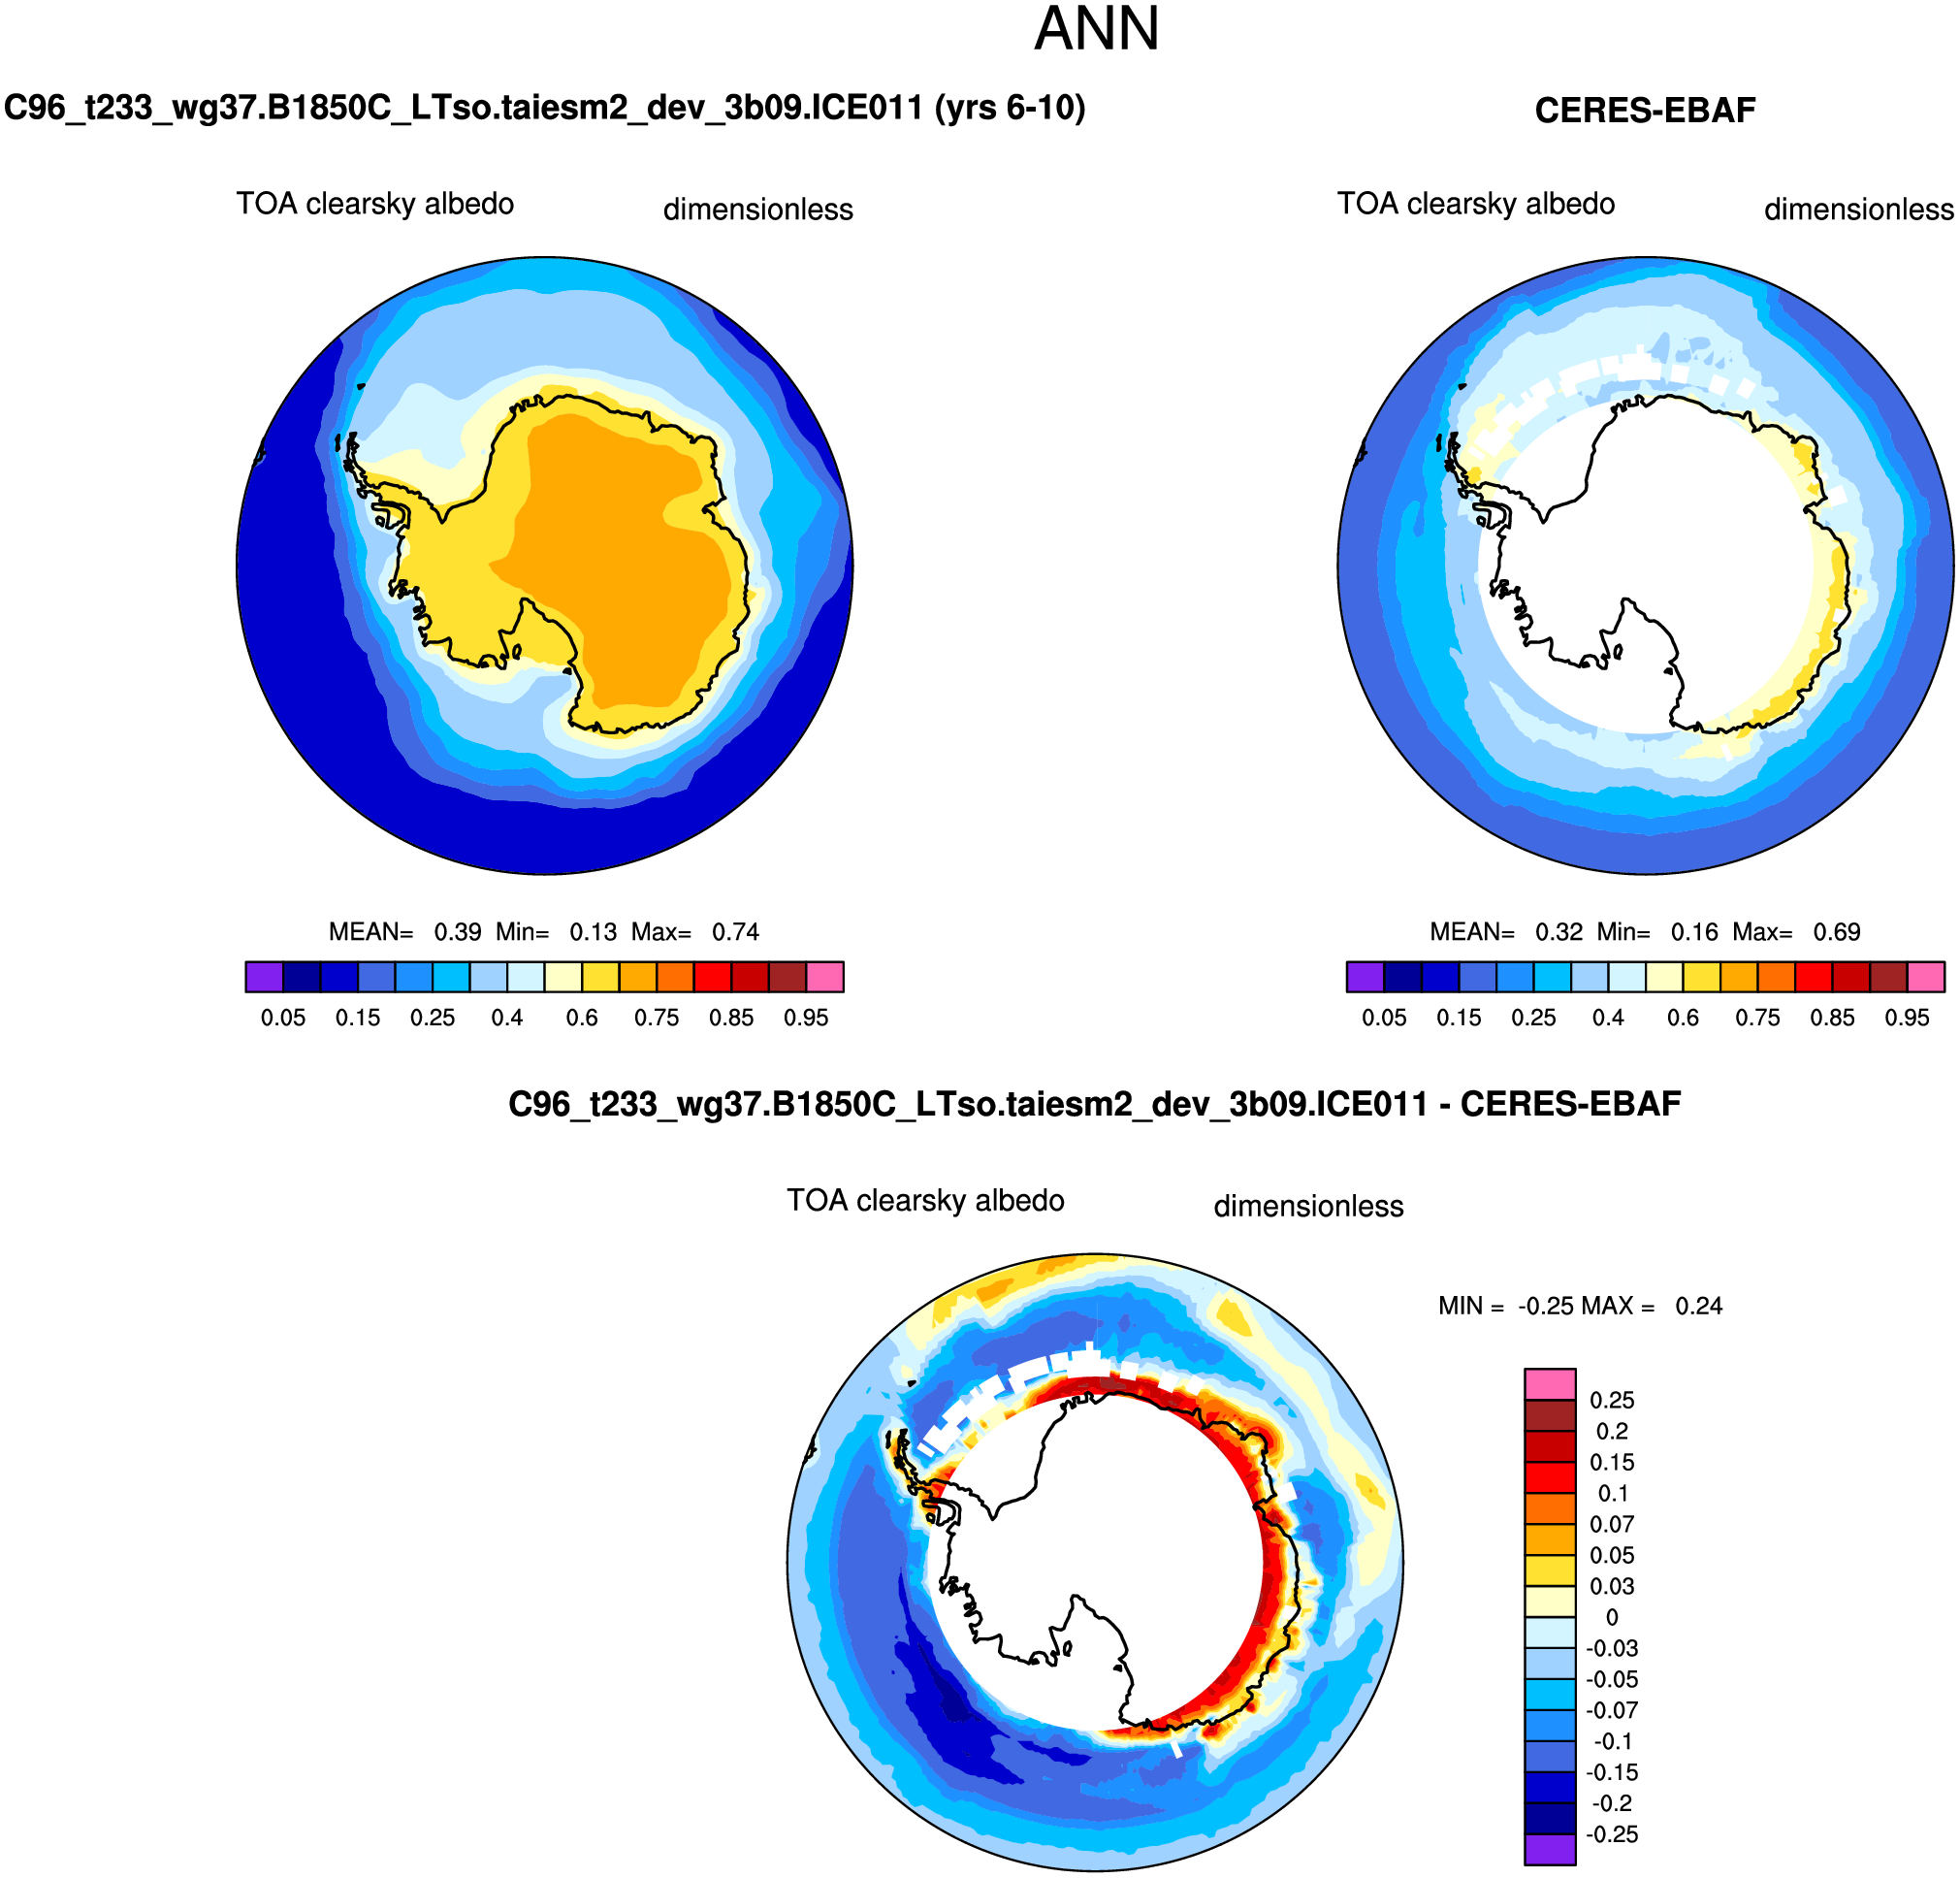 ANN
C96_t233_wg37.B1850C_LTso.taiesm2_dev_3b09.ICE011 (yrs 6-10)
CERES-EBAF
TOA clearsky albedo dimensionless
TOA clearsky albedo dimensionless
MEAN= 0.39 Min= 0.13 Max= 0.74
MEAN= 0.32 Min= 0.16 Max= 0.69
0.05 0.15 0.25 0.4 0.6 0.75 0.85 0.95
0.05 0.15 0.25 0.4 0.6 0.75 0.85 0.95
C96_t233_wg37.B1850C_LTso.taiesm2_dev_3b09.ICE011 - CERES-EBAF
TOA clearsky albedo dimensionless
MIN = -0.25 MAX = 0.24
0.25
0.2
0.15
0.1
0.07
0.05
0.03
0
-0.03
-0.05
-0.07
-0.1
-0.15
-0.2
-0.25